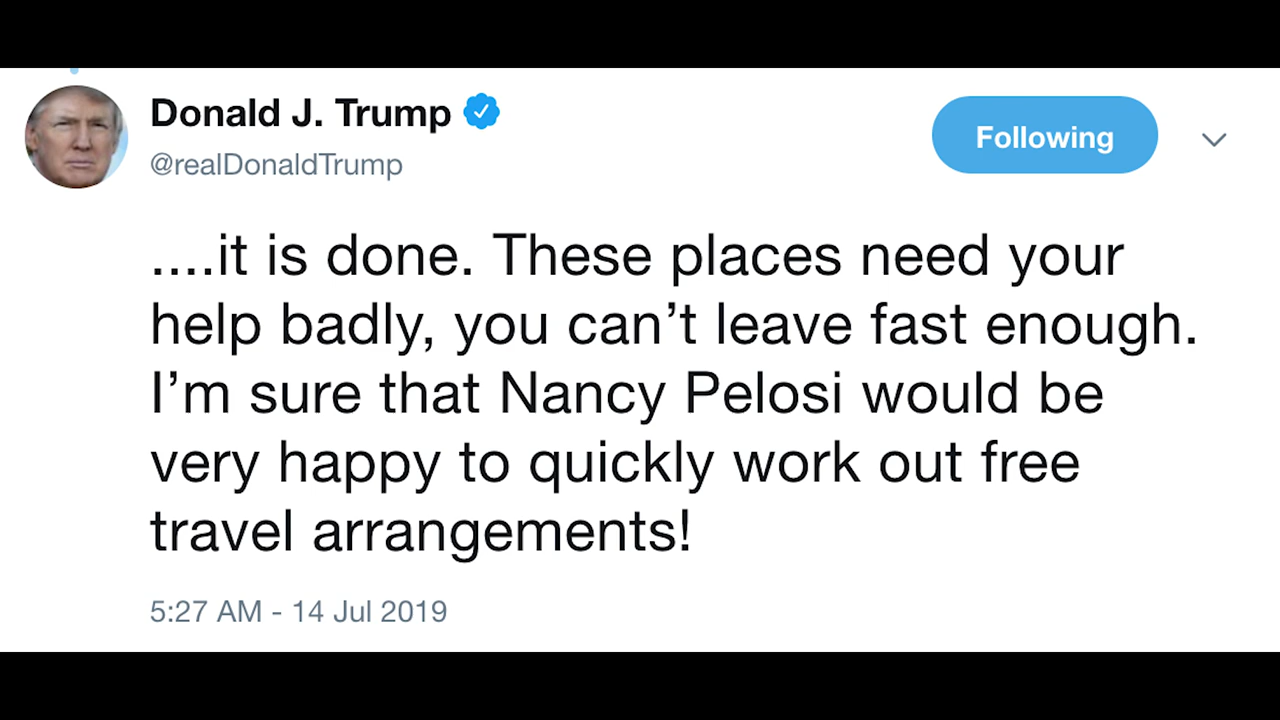 Donald J. Trump
@realDonaldTrump
Following
....it is done. These places need your
help badly, you can’t leave fast enough.
I’m sure that Nancy Pelosi would be
very happy to quickly work out free
travel arrangements!
5:27 AM - 14 Jul 2019